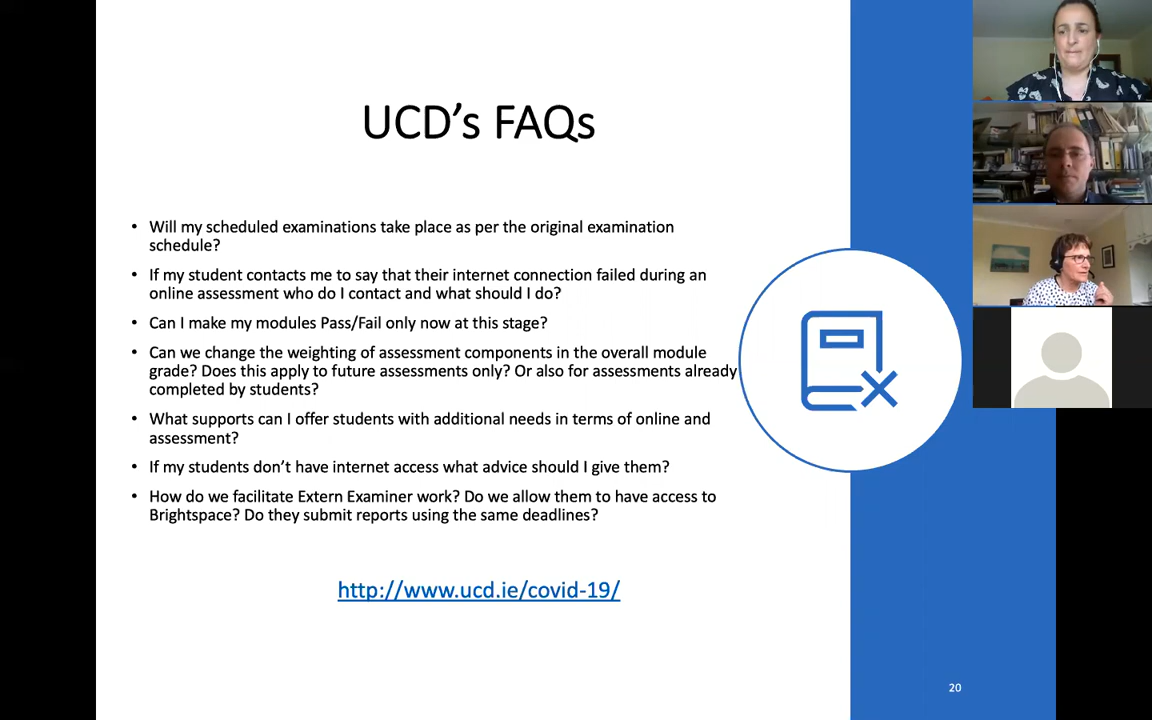 UCD's FAQs
• Will my scheduled examinations take place as per the original examination
schedule?
• If my student contacts me to say that their internet connection failed during an
online assessment who do I contact and what should I do?
• Can I make my modules Pass/Fail only now at this stage?
• Can we change the weighting of assessment components in the overall module
grade? Does this apply to future assessments only? Or also for assessments already
completed by students?
• What supports can I offer students with additional needs in terms of online and
assessment?
• If my students don't have internet access what advice should I give them?
• How do we facilitate Extern Examiner work? Do we allow them to have access to
Brightspace? Do they submit reports using the same deadlines?
http://www.ucd.ie/covid-19/
20